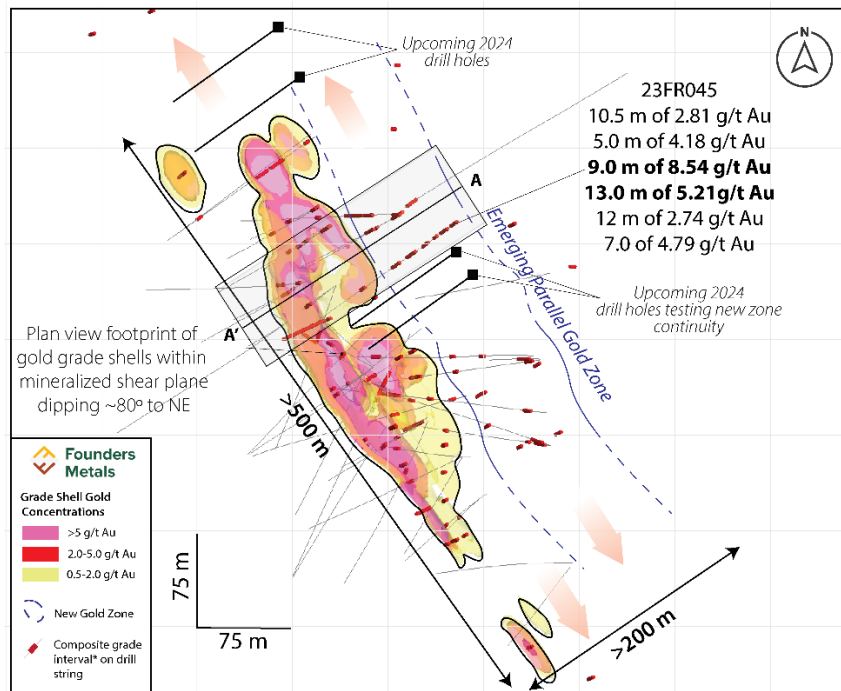 Upcoming 2024
drill holes
N
23FR045
10.5 m of 2.81 g/t Au
5.0 m of 4.18 g/t Au
9.0 m of 8.54 g/t Au
13.0 m of 5.21g/t Au
12 m of 2.74 g/t Au
7.0 of 4.79 g/t Au
A
Emerging Parallel Gold Zone
Upcoming 2024
drill holes testing new zone
continuity
A'
Plan view footprint of
gold grade shells within
mineralized shear plane
dipping ~80º to NE
>500 m
>200 m
75 m
75 m
Founders
Metals
Grade Shell Gold
Concentrations
>5 g/t Au
2.0-5.0 g/t Au
0.5-2.0 g/t Au
New Gold Zone
Composite grade
interval* on drill
string